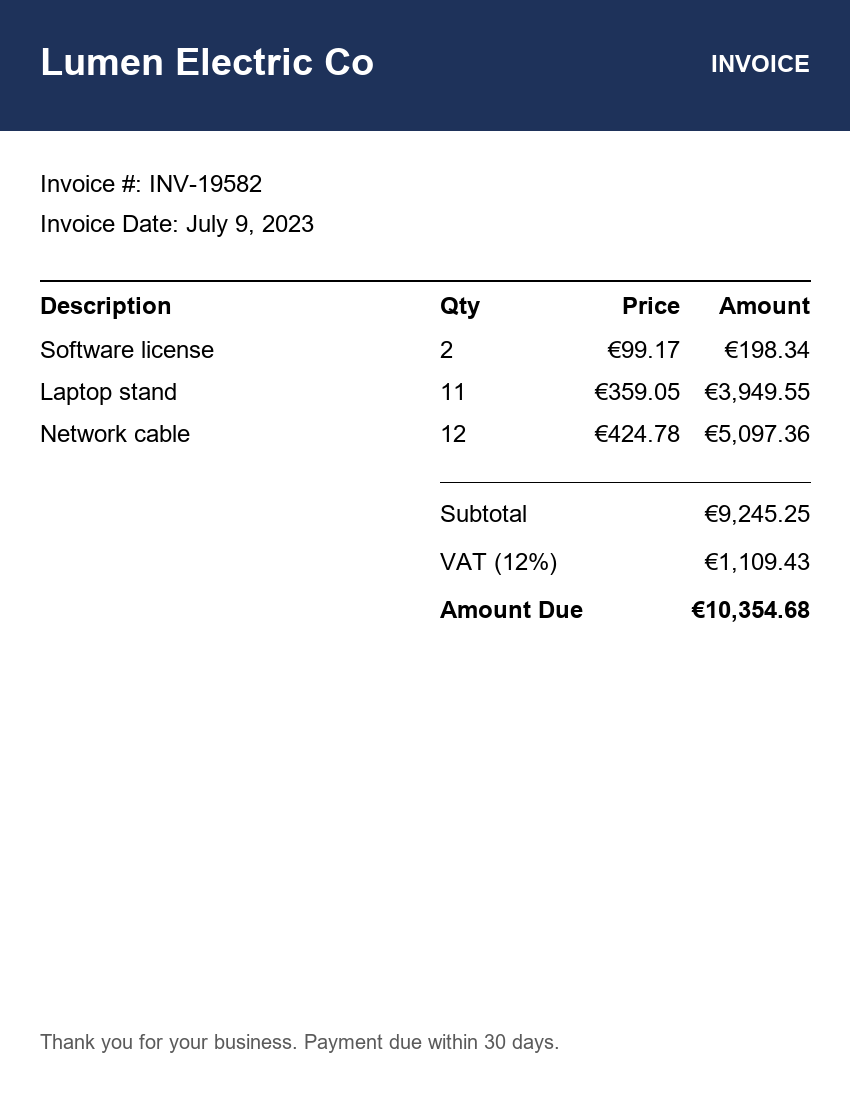 Lumen Electric Co INVOICE
Invoice #: INV-19582
Invoice Date: July 9, 2023
Description Qty Price Amount
Software license 2 €99.17 €198.34
Laptop stand 11 €359.05 €3,949.55
Network cable 12 €424.78 €5,097.36
Subtotal €9,245.25
VAT (12%) €1,109.43
Amount Due €10,354.68
Thank you for your business. Payment due within 30 days.